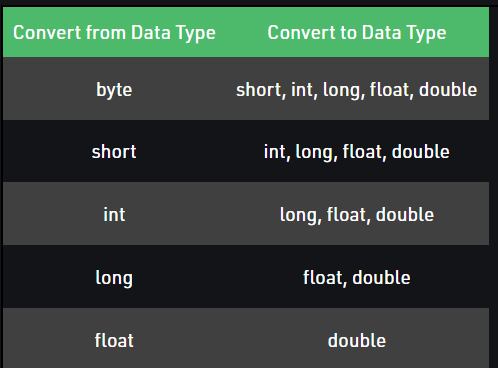 Convert from Data Type Convert to Data Type
byte short, int, long, float, double
short int, long, float, double
int long, float, double
long float, double
float double